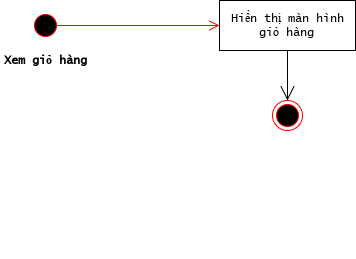 Hiển thị màn hình
giỏ hàng
Xem giỏ hàng